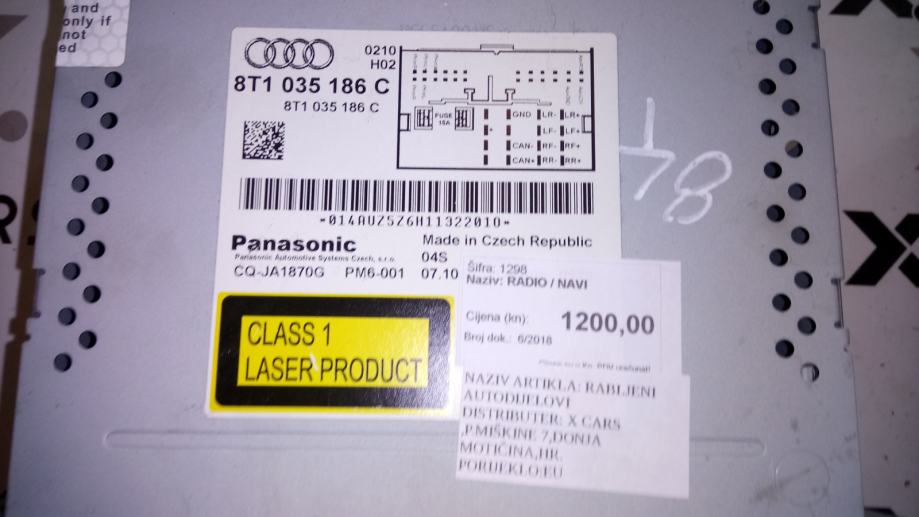 and
only if
not
ed
0210
H02
8T1 035 186 C
8T1 035 186 C
FUSE
15A
GND LR- LR+
+ LF- LF+
CAN- RF- RF+
CAN+ RR- RR+
*014AUZ5Z6H11322010*
Panasonic
Panasonic Automotive Systems Czech, s.r.o.
CQ-JA1870G PM6-001
Made in Czech Republic
04S
07.10
CLASS 1
LASER PRODUCT
Šifra: 1298
Naziv: RADIO / NAVI
Cijena (kn): 1200,00
Broj dok.: 6/2018
NAZIV ARTIKLA: RABLJENI
AUTODIJELOVI
DISTRIBUTER: X CARS
,P.MIŠKINE 7,DONJA
MOTIČINA,HR.
PORIJEKLO:EU